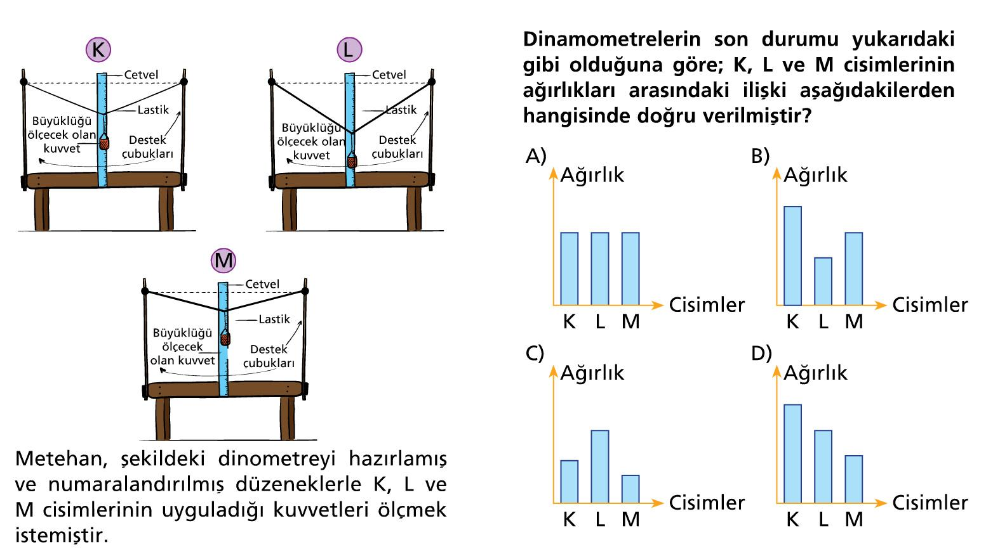 K
Cetvel
Lastik
Büyüklüğü
ölçecek olan
kuvvet
Destek
çubukları
L
Cetvel
Lastik
Büyüklüğü
ölçecek olan
kuvvet
Destek
çubukları
M
Cetvel
Lastik
Büyüklüğü
ölçecek
olan kuvvet
Destek
çubukları
Metehan, şekildeki dinometreyi hazırlamış
ve numaralandırılmış düzeneklerle K, L ve
M cisimlerinin uyguladığı kuvvetleri ölçmek
istemiştir.
Dinamometrelerin son durumu yukarıdaki
gibi olduğuna göre; K, L ve M cisimlerinin
ağırlıkları arasındaki ilişki aşağıdakilerden
hangisinde doğru verilmiştir?
A)
Ağırlık
Cisimler
K L M
B)
Ağırlık
Cisimler
K L M
C)
Ağırlık
Cisimler
K L M
D)
Ağırlık
Cisimler
K L M